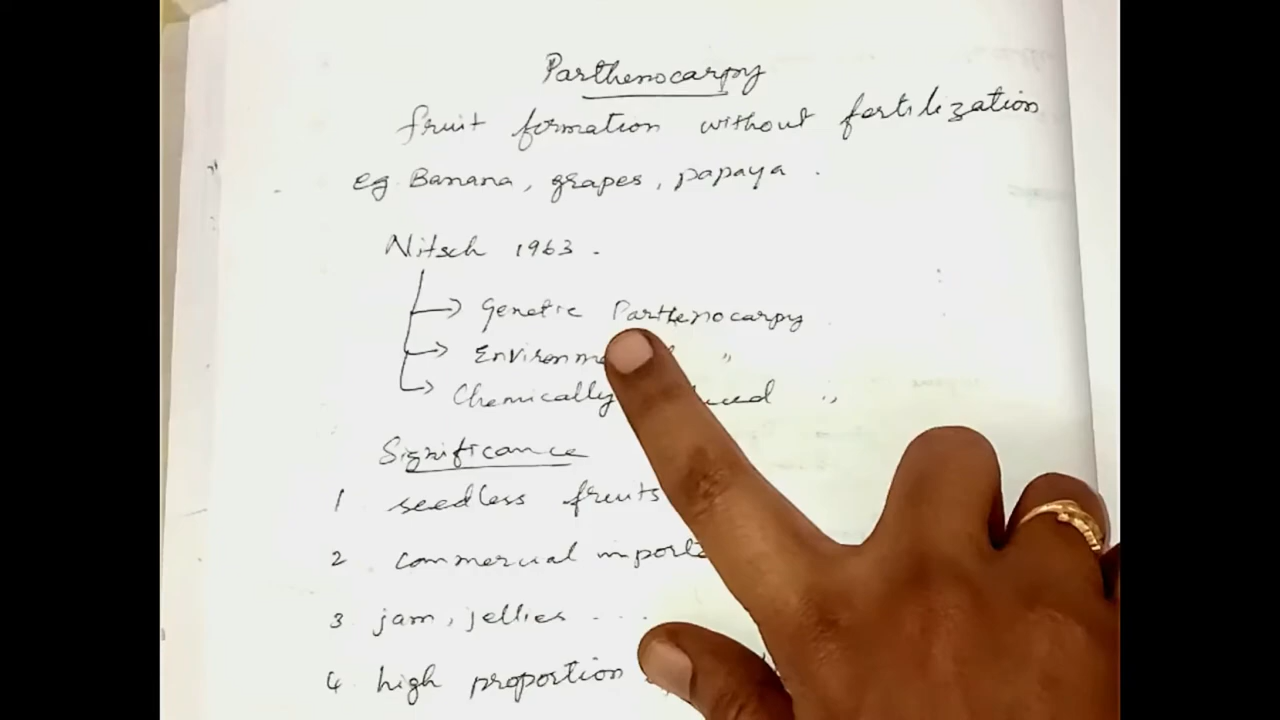 Parthenocarpy
fruit formation without fertilization
eg Banana, grapes, papaya.
Nitsch 1963.
Genetic Parthenocarpy
"
Chemically "
Significance
1 seedless fruits
2 commercial
3 jam, jellies ....
4 high proportion